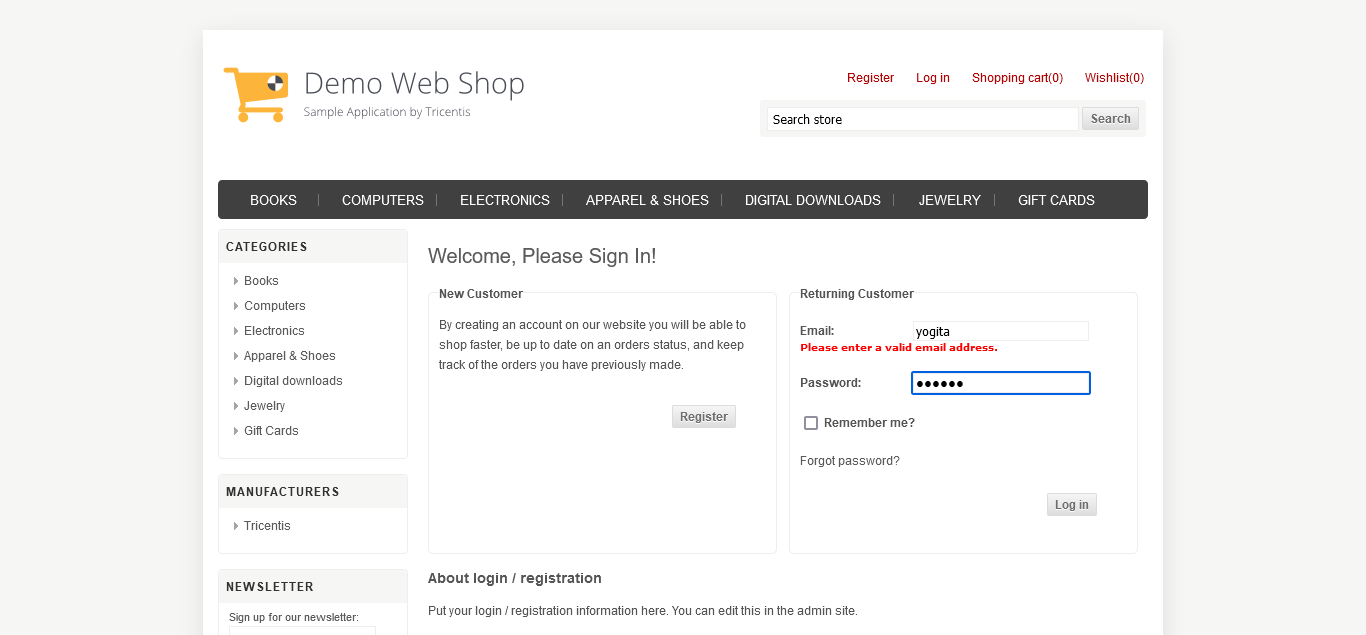 Demo Web Shop
Sample Application by Tricentis
Register Log in Shopping cart(0) Wishlist(0)
Search store Search
BOOKS COMPUTERS ELECTRONICS APPAREL & SHOES DIGITAL DOWNLOADS JEWELRY GIFT CARDS
CATEGORIES
Books
Computers
Electronics
Apparel & Shoes
Digital downloads
Jewelry
Gift Cards
MANUFACTURERS
Tricentis
NEWSLETTER
Sign up for our newsletter:
Welcome, Please Sign In!
New Customer
By creating an account on our website you will be able to
shop faster, be up to date on an orders status, and keep
track of the orders you have previously made.
Register
Returning Customer
Email: yogita
Please enter a valid email address.
Password: ●●●●●●
Remember me?
Forgot password?
Log in
About login / registration
Put your login / registration information here. You can edit this in the admin site.